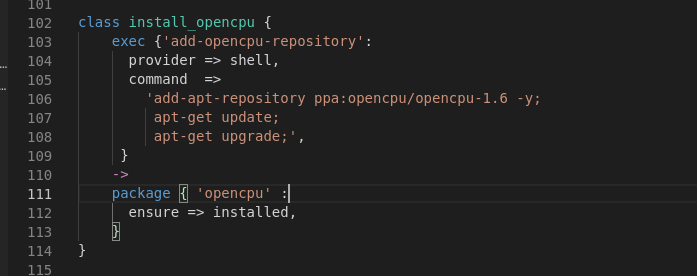 101
102 class install_opencpu {
103     exec {'add-opencpu-repository':
104       provider => shell,
105       command  =>
106         'add-apt-repository ppa:opencpu/opencpu-1.6 -y;
107          apt-get update;
108          apt-get upgrade;',
109      }
110     ->
111     package { 'opencpu' :
112       ensure => installed,
113     }
114 }
115